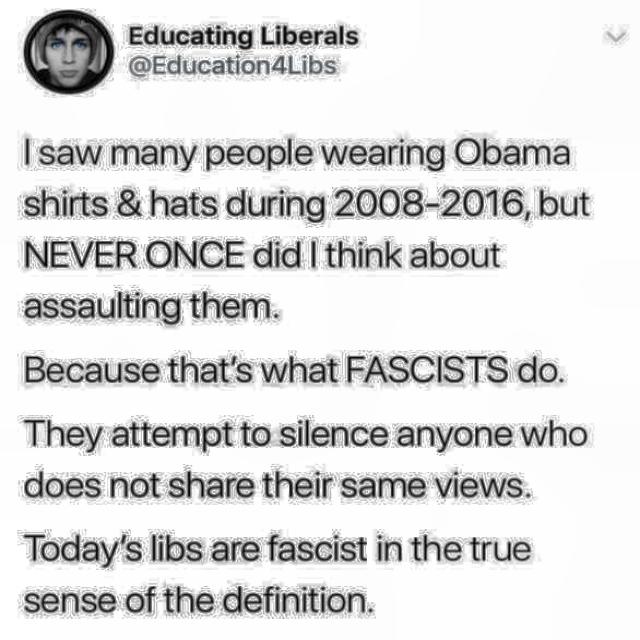 Educating Liberals
@Education4Libs
I saw many people wearing Obama
shirts & hats during 2008-2016, but
NEVER ONCE did I think about
assaulting them.
Because that's what FASCISTS do.
They attempt to silence anyone who
does not share their same views.
Today's libs are fascist in the true
sense of the definition.